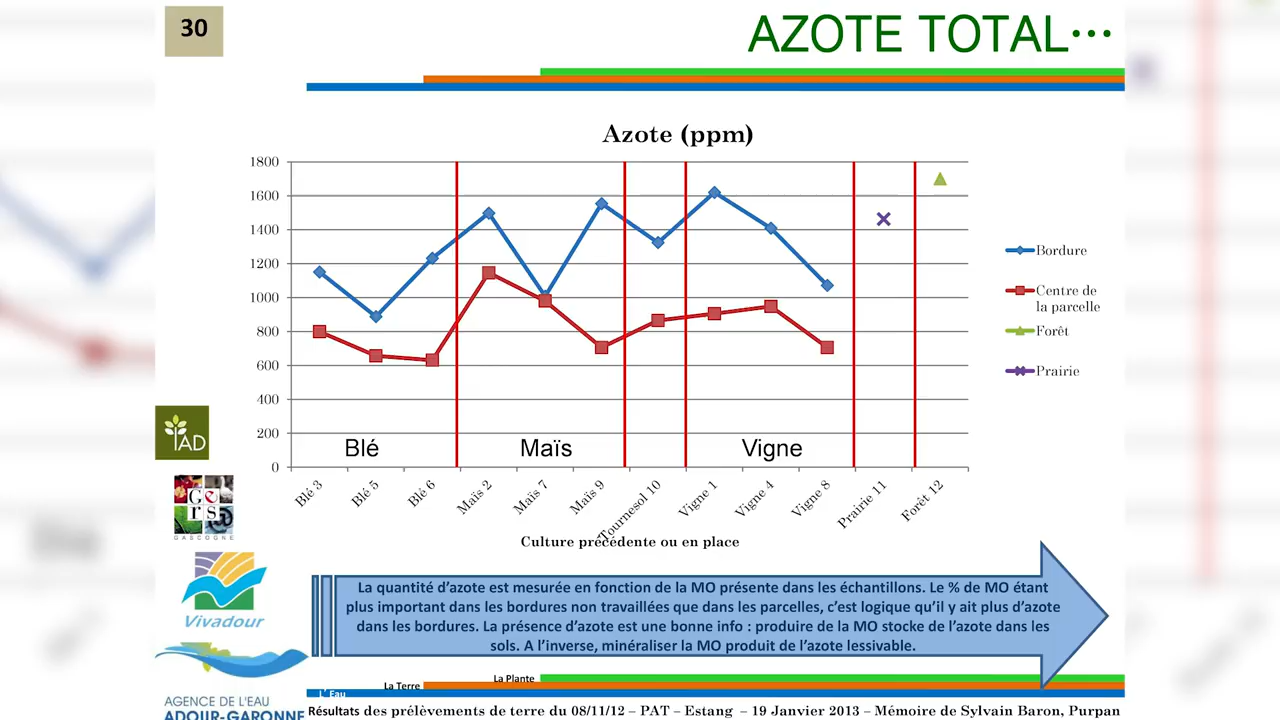 30
AZOTE TOTAL…
Azote (ppm)
1800
1600
1400
1200
1000
800
600
400
200
0
Bordure
Centre de
la parcelle
Forêt
Prairie
Blé
Maïs
Vigne
Blé 3
Blé 5
Blé 6
Maïs 2
Maïs 7
Maïs 9
Tournesol 10
Vigne 1
Vigne 4
Vigne 8
Prairie 11
Forêt 12
Culture précédente ou en place
IAD
Gers
GASCOGNE
Vivadour
AGENCE DE L'EAU
ADOUR-GARONNE
La quantité d'azote est mesurée en fonction de la MO présente dans les échantillons. Le % de MO étant
plus important dans les bordures non travaillées que dans les parcelles, c'est logique qu'il y ait plus d'azote
dans les bordures. La présence d'azote est une bonne info : produire de la MO stocke de l'azote dans les
sols. A l'inverse, minéraliser la MO produit de l'azote lessivable.
La Plante
La Terre
L' Eau
Résultats des prélèvements de terre du 08/11/12 – PAT – Estang – 19 Janvier 2013 – Mémoire de Sylvain Baron, Purpan